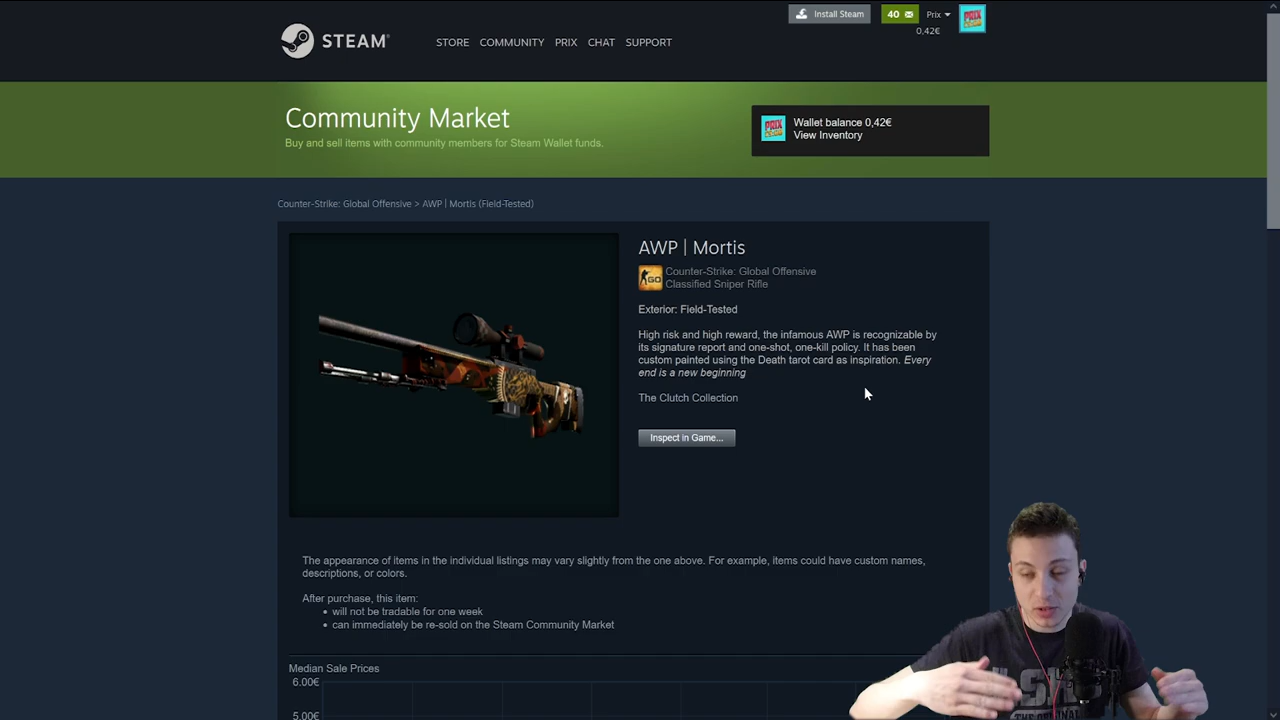 Install Steam
40
Prix
0,42€
STEAM
STORE
COMMUNITY
PRIX
CHAT
SUPPORT
Community Market
Buy and sell items with community members for Steam Wallet funds.
PRIX
Wallet balance 0,42€
View Inventory
Counter-Strike: Global Offensive > AWP | Mortis (Field-Tested)
AWP | Mortis
GO
Counter-Strike: Global Offensive
Classified Sniper Rifle
Exterior: Field-Tested
High risk and high reward, the infamous AWP is recognizable by
its signature report and one-shot, one-kill policy. It has been
custom painted using the Death tarot card as inspiration. Every
end is a new beginning
The Clutch Collection
Inspect in Game...
The appearance of items in the individual listings may vary slightly from the one above. For example, items could have custom names,
descriptions, or colors.
After purchase, this item:
• will not be tradable for one week
• can immediately be re-sold on the Steam Community Market
Median Sale Prices
6.00€
5.00€